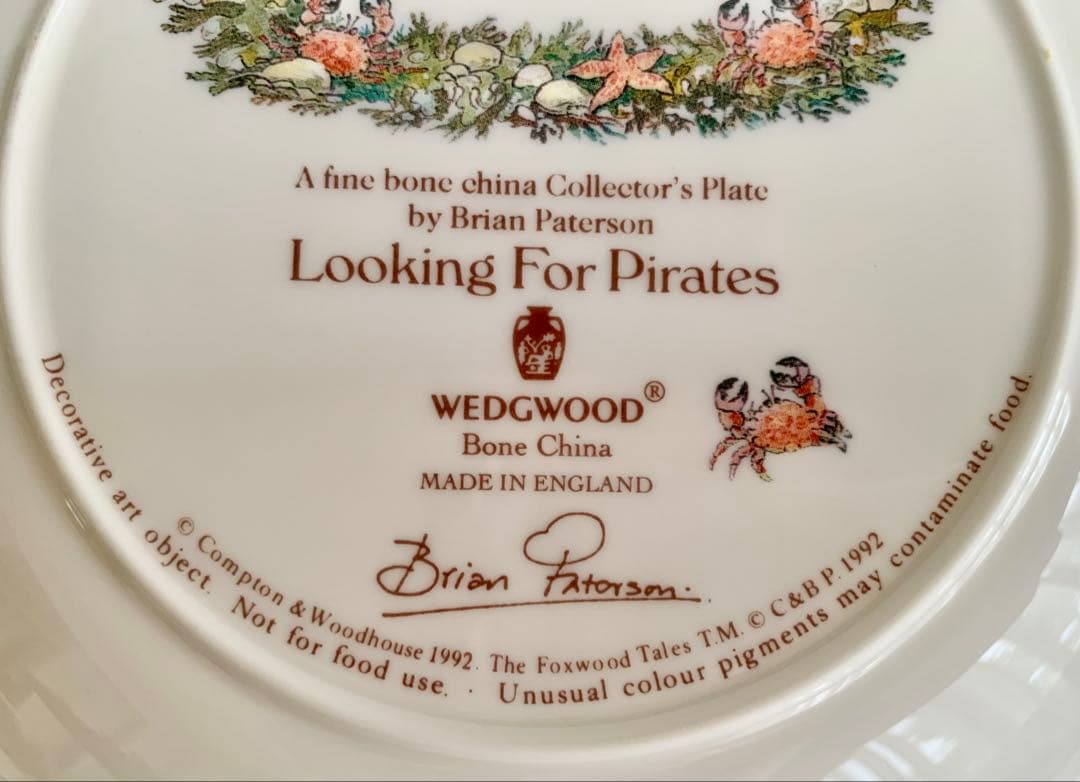 A fine bone china Collector's Plate
by Brian Paterson
Looking For Pirates
WEDGWOOD®
Bone China
MADE IN ENGLAND
Brian Paterson.
© Compton & Woodhouse 1992. The Foxwood Tales T.M. © C&B P. 1992
Decorative art object. Not for food use. · Unusual colour pigments may contaminate food.